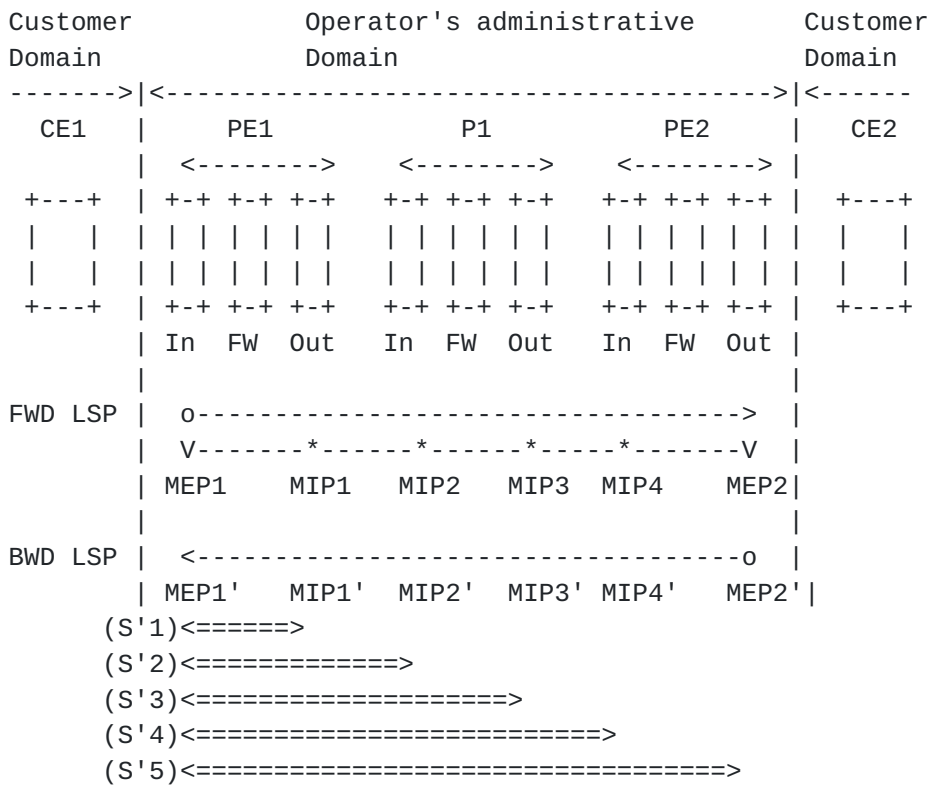 Customer           Operator's administrative       Customer
Domain             Domain                          Domain
------->|<--------------------------------------->|<------
  CE1   |     PE1            P1           PE2     |   CE2
        |  <-------->    <-------->    <--------> |
 +---+  | +-+ +-+ +-+   +-+ +-+ +-+   +-+ +-+ +-+ |  +---+
 |   |  | | | | | | |   | | | | | |   | | | | | | |  |   |
 |   |  | | | | | | |   | | | | | |   | | | | | | |  |   |
 +---+  | +-+ +-+ +-+   +-+ +-+ +-+   +-+ +-+ +-+ |  +---+
        | In  FW  Out   In  FW  Out   In  FW  Out |
        |                                         |
FWD LSP |  o----------------------------------->  |
        |  V-------*------*------*-----*-------V  |
        | MEP1    MIP1   MIP2   MIP3  MIP4    MEP2|
        |                                         |
BWD LSP |  <-----------------------------------o  |
        | MEP1'   MIP1'  MIP2'  MIP3' MIP4'   MEP2'|
      (S'1)<======>
      (S'2)<=============>
      (S'3)<====================>
      (S'4)<==========================>
      (S'5)<==================================>